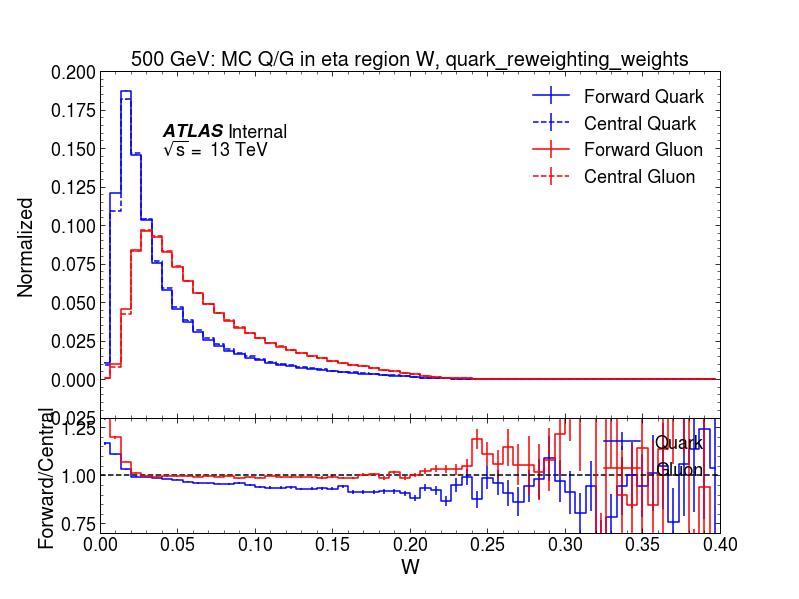 500 GeV: MC Q/G in eta region W, quark_reweighting_weights
0.200
0.175
0.150
0.125
0.100
0.075
0.050
0.025
0.000
0.025
Normalized
ATLAS Internal
√s = 13 TeV
Forward Quark
Central Quark
Forward Gluon
Central Gluon
1.25
1.00
0.75
Forward/Central
Quark
Gluon
0.00 0.05 0.10 0.15 0.20 0.25 0.30 0.35 0.40
W